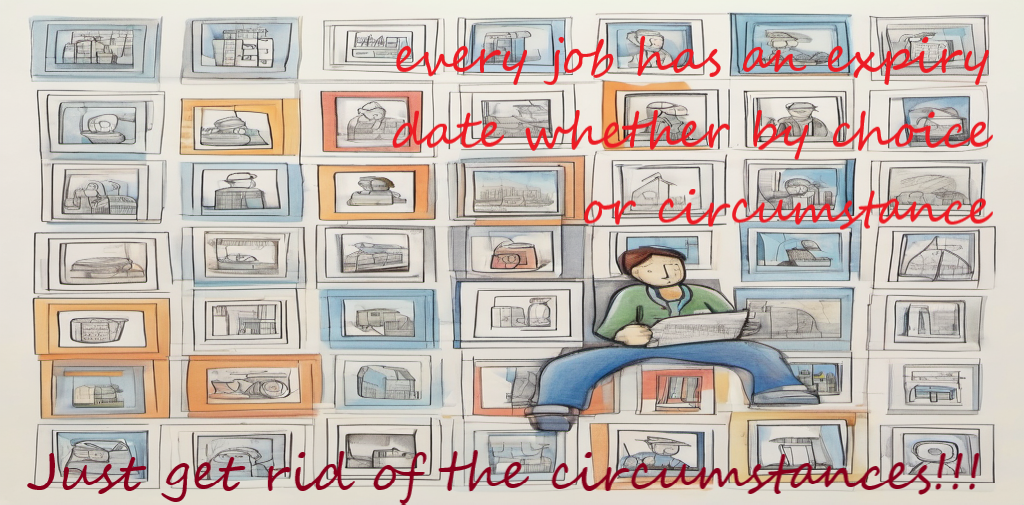 every job has an expiry
date whether by choice
or circumstance
Just get rid of the circumstances!!!